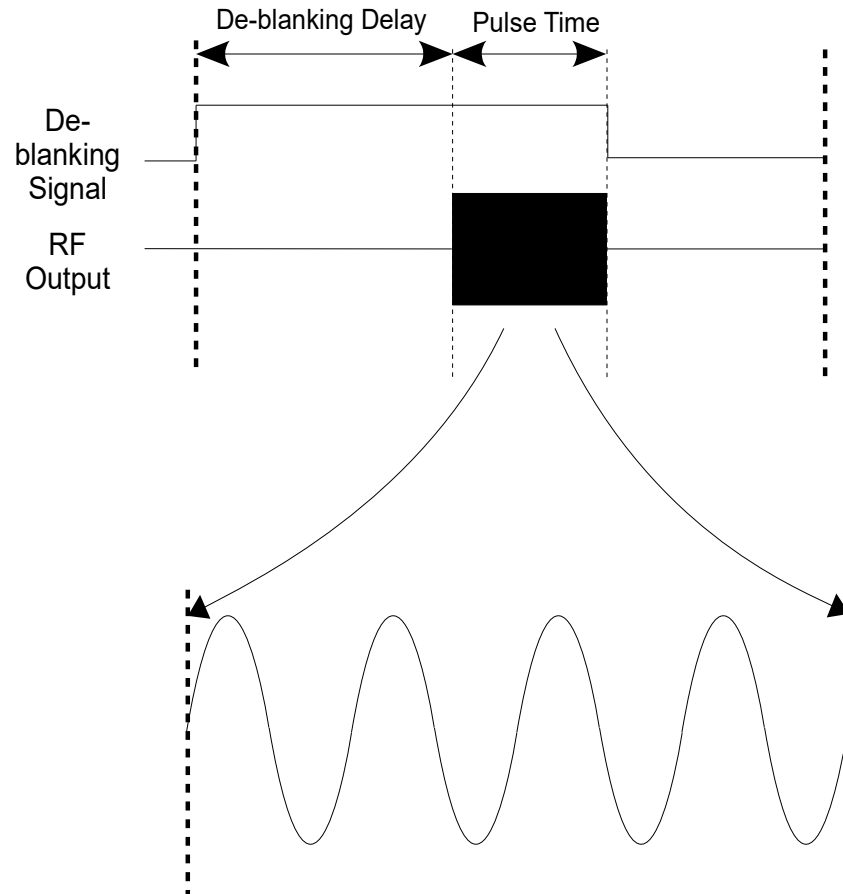 De-blanking Delay
Pulse Time
De-
blanking
Signal
RF
Output